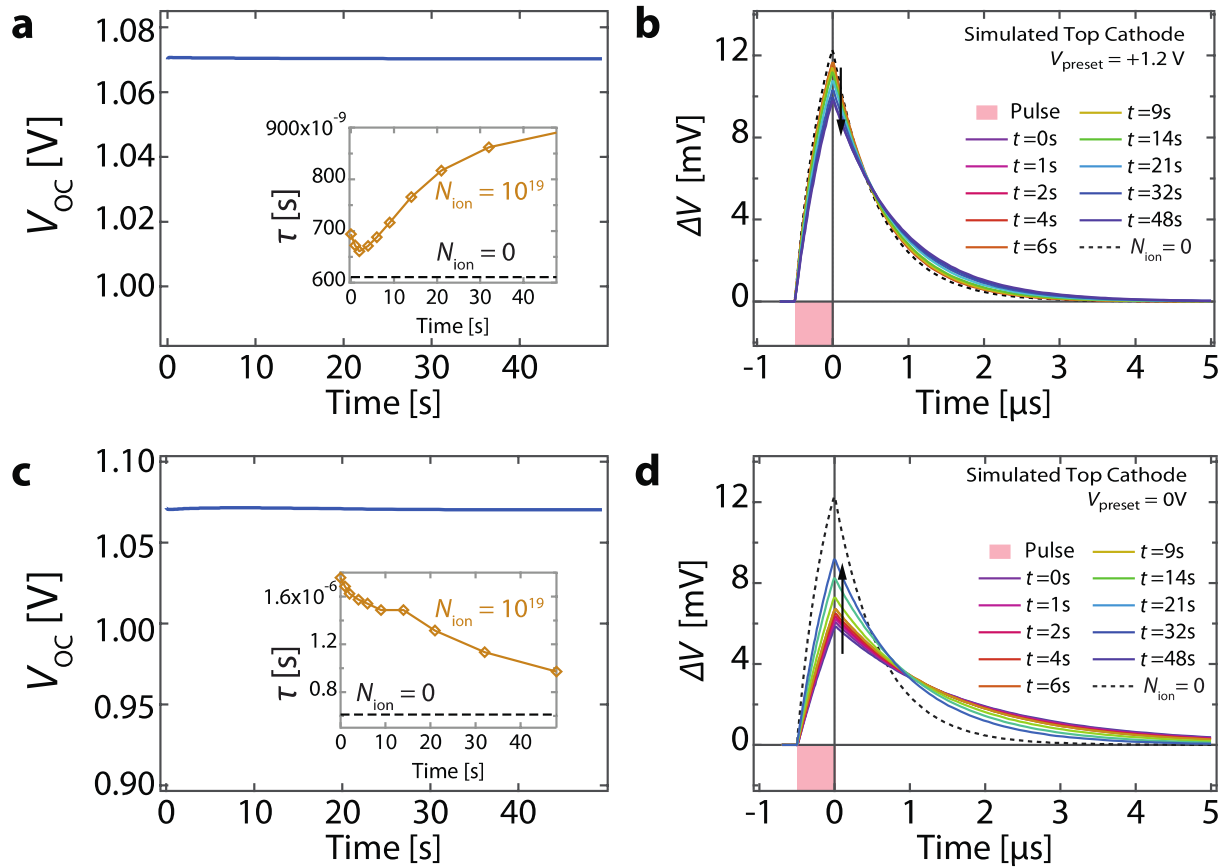 a
1.08
1.06
1.04
1.02
1.00
V_OC [V]
0 10 20 30 40
Time [s]
900x10⁻⁹
800
700
600
τ [s]
N_ion = 10¹⁹
N_ion = 0
0 10 20 30 40
Time [s]
b
12
8
4
0
ΔV [mV]
Simulated Top Cathode
V_preset = +1.2 V
Pulse
t=0s
t=1s
t=2s
t=4s
t=6s
t=9s
t=14s
t=21s
t=32s
t=48s
N_ion = 0
-1 0 1 2 3 4 5
Time [μs]
c
1.10
1.05
1.00
0.95
0.90
V_OC [V]
0 10 20 30 40
Time [s]
1.6x10⁻⁶
1.2
0.8
τ [s]
N_ion = 10¹⁹
N_ion = 0
0 10 20 30 40
Time [s]
d
12
8
4
0
ΔV [mV]
Simulated Top Cathode
V_preset = 0V
Pulse
t=0s
t=1s
t=2s
t=4s
t=6s
t=9s
t=14s
t=21s
t=32s
t=48s
N_ion = 0
-1 0 1 2 3 4 5
Time [μs]